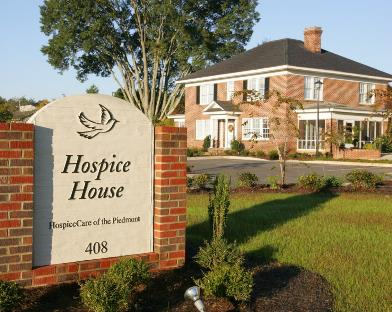 Hospice
House
HospiceCare of the Piedmont
408